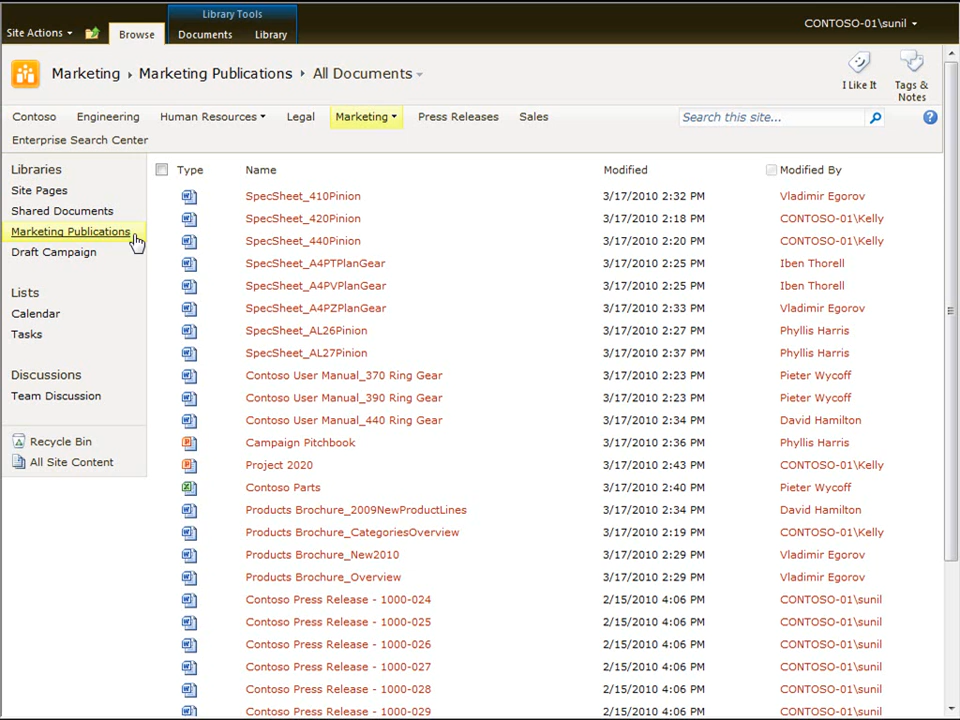 Library Tools
Site Actions Browse Documents Library CONTOSO-01\sunil
Marketing › Marketing Publications › All Documents
I Like It
Tags & Notes
Contoso Engineering Human Resources Legal Marketing Press Releases Sales Search this site...
Enterprise Search Center
Libraries
Site Pages
Shared Documents
Marketing Publications
Draft Campaign
Lists
Calendar
Tasks
Discussions
Team Discussion
Recycle Bin
All Site Content
Type Name Modified Modified By
SpecSheet_410Pinion 3/17/2010 2:32 PM Vladimir Egorov
SpecSheet_420Pinion 3/17/2010 2:18 PM CONTOSO-01\Kelly
SpecSheet_440Pinion 3/17/2010 2:20 PM CONTOSO-01\Kelly
SpecSheet_A4PTPlanGear 3/17/2010 2:25 PM Iben Thorell
SpecSheet_A4PVPlanGear 3/17/2010 2:25 PM Iben Thorell
SpecSheet_A4PZPlanGear 3/17/2010 2:33 PM Vladimir Egorov
SpecSheet_AL26Pinion 3/17/2010 2:27 PM Phyllis Harris
SpecSheet_AL27Pinion 3/17/2010 2:37 PM Phyllis Harris
Contoso User Manual_370 Ring Gear 3/17/2010 2:23 PM Pieter Wycoff
Contoso User Manual_390 Ring Gear 3/17/2010 2:23 PM Pieter Wycoff
Contoso User Manual_440 Ring Gear 3/17/2010 2:34 PM David Hamilton
Campaign Pitchbook 3/17/2010 2:36 PM Phyllis Harris
Project 2020 3/17/2010 2:43 PM CONTOSO-01\Kelly
Contoso Parts 3/17/2010 2:40 PM Pieter Wycoff
Products Brochure_2009NewProductLines 3/17/2010 2:34 PM David Hamilton
Products Brochure_CategoriesOverview 3/17/2010 2:19 PM CONTOSO-01\Kelly
Products Brochure_New2010 3/17/2010 2:29 PM Vladimir Egorov
Products Brochure_Overview 3/17/2010 2:29 PM Vladimir Egorov
Contoso Press Release - 1000-024 2/15/2010 4:06 PM CONTOSO-01\sunil
Contoso Press Release - 1000-025 2/15/2010 4:06 PM CONTOSO-01\sunil
Contoso Press Release - 1000-026 2/15/2010 4:06 PM CONTOSO-01\sunil
Contoso Press Release - 1000-027 2/15/2010 4:06 PM CONTOSO-01\sunil
Contoso Press Release - 1000-028 2/15/2010 4:06 PM CONTOSO-01\sunil
Contoso Press Release - 1000-029 2/15/2010 4:06 PM CONTOSO-01\sunil